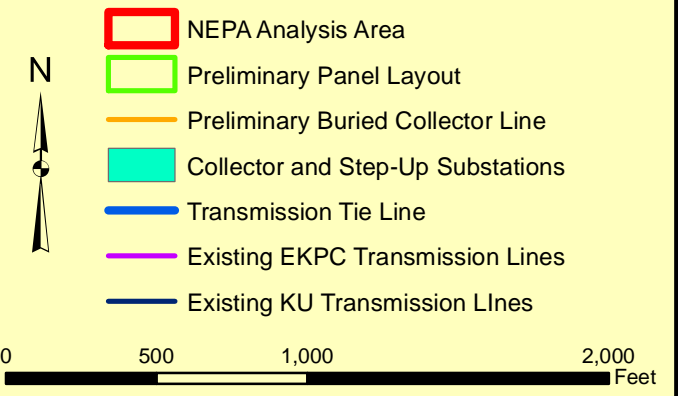 NEPA Analysis Area
N
Preliminary Panel Layout
Preliminary Buried Collector Line
Collector and Step-Up Substations
Transmission Tie Line
Existing EKPC Transmission Lines
Existing KU Transmission LInes
0 500 1,000 2,000
Feet